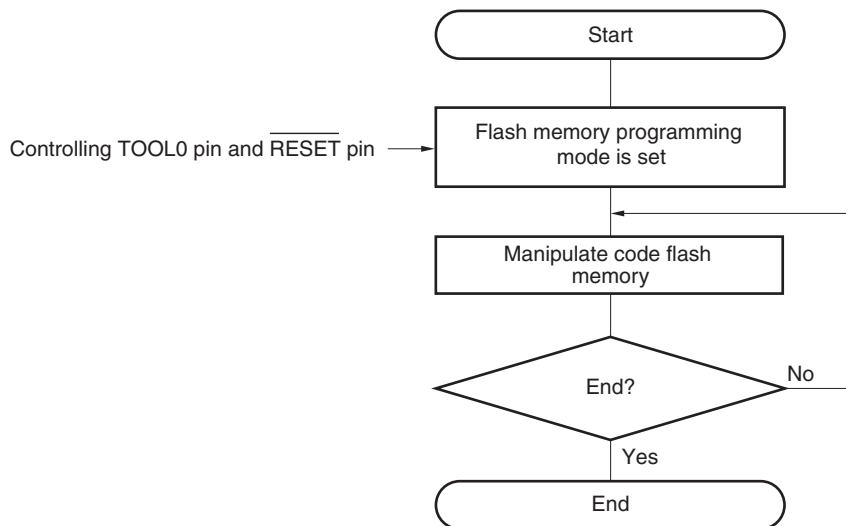 Start
Flash memory programming
mode is set
Controlling TOOL0 pin and RESET pin
Manipulate code flash
memory
End?
No
Yes
End